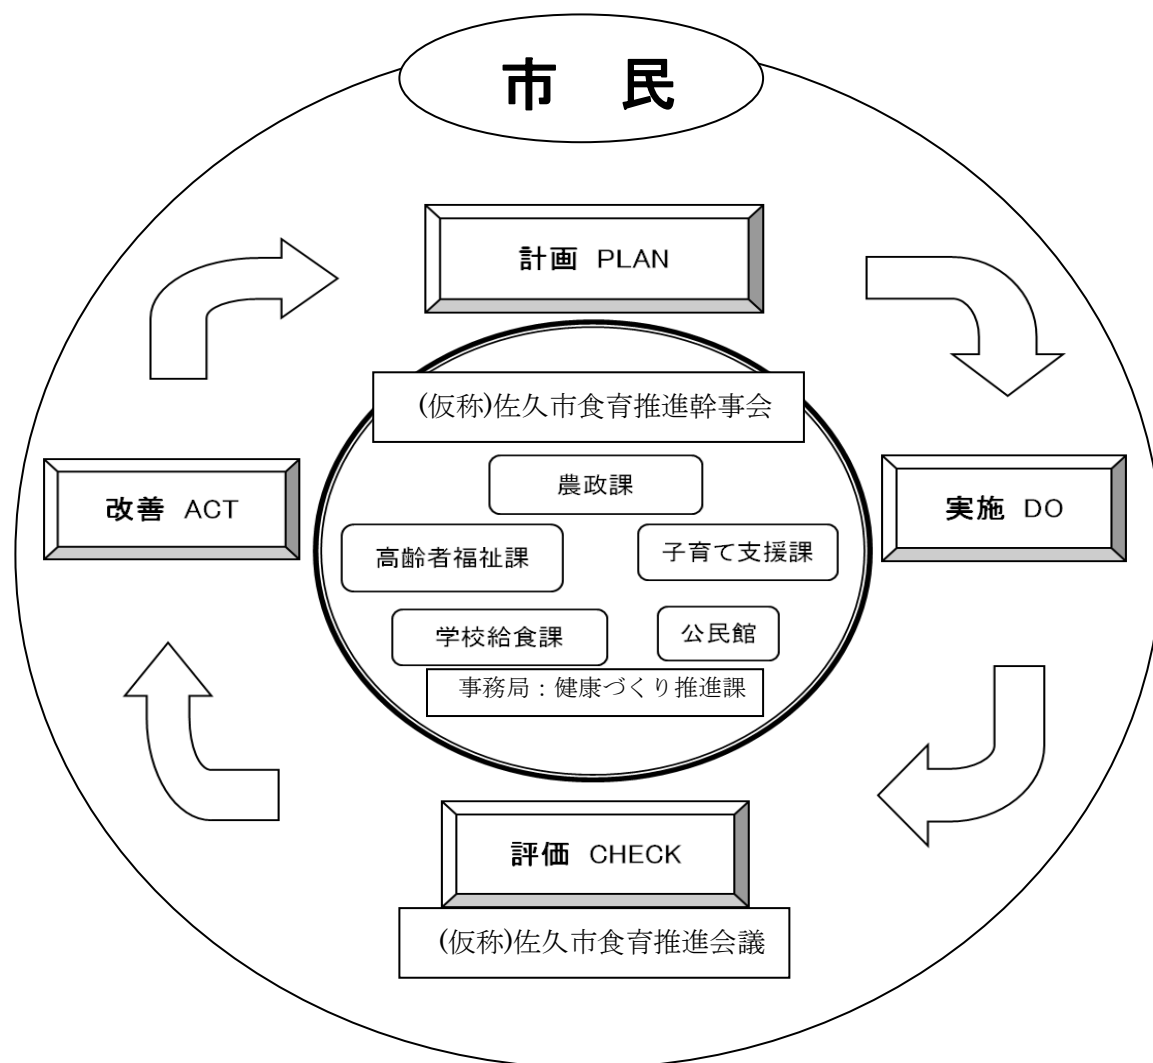 市 民
計画 PLAN
(仮称)佐久市食育推進幹事会
農政課
改善 ACT
実施 DO
高齢者福祉課
子育て支援課
学校給食課
公民館
事務局：健康づくり推進課
評価 CHECK
(仮称)佐久市食育推進会議